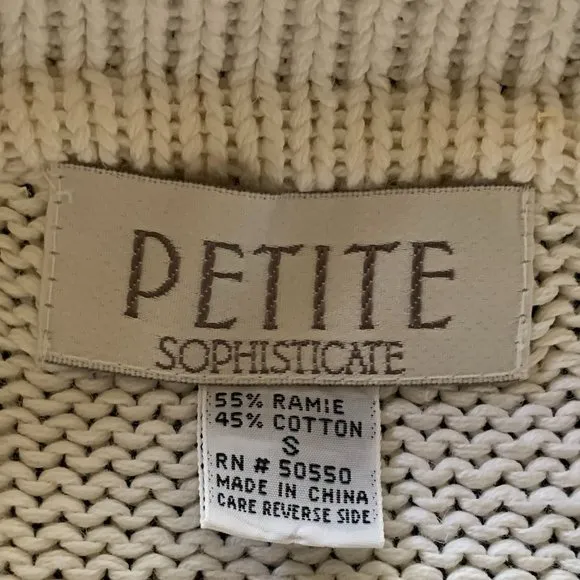 PETITE
SOPHISTICATE
55% RAMIE
45% COTTON
S
RN # 50550
MADE IN CHINA
CARE REVERSE SIDE